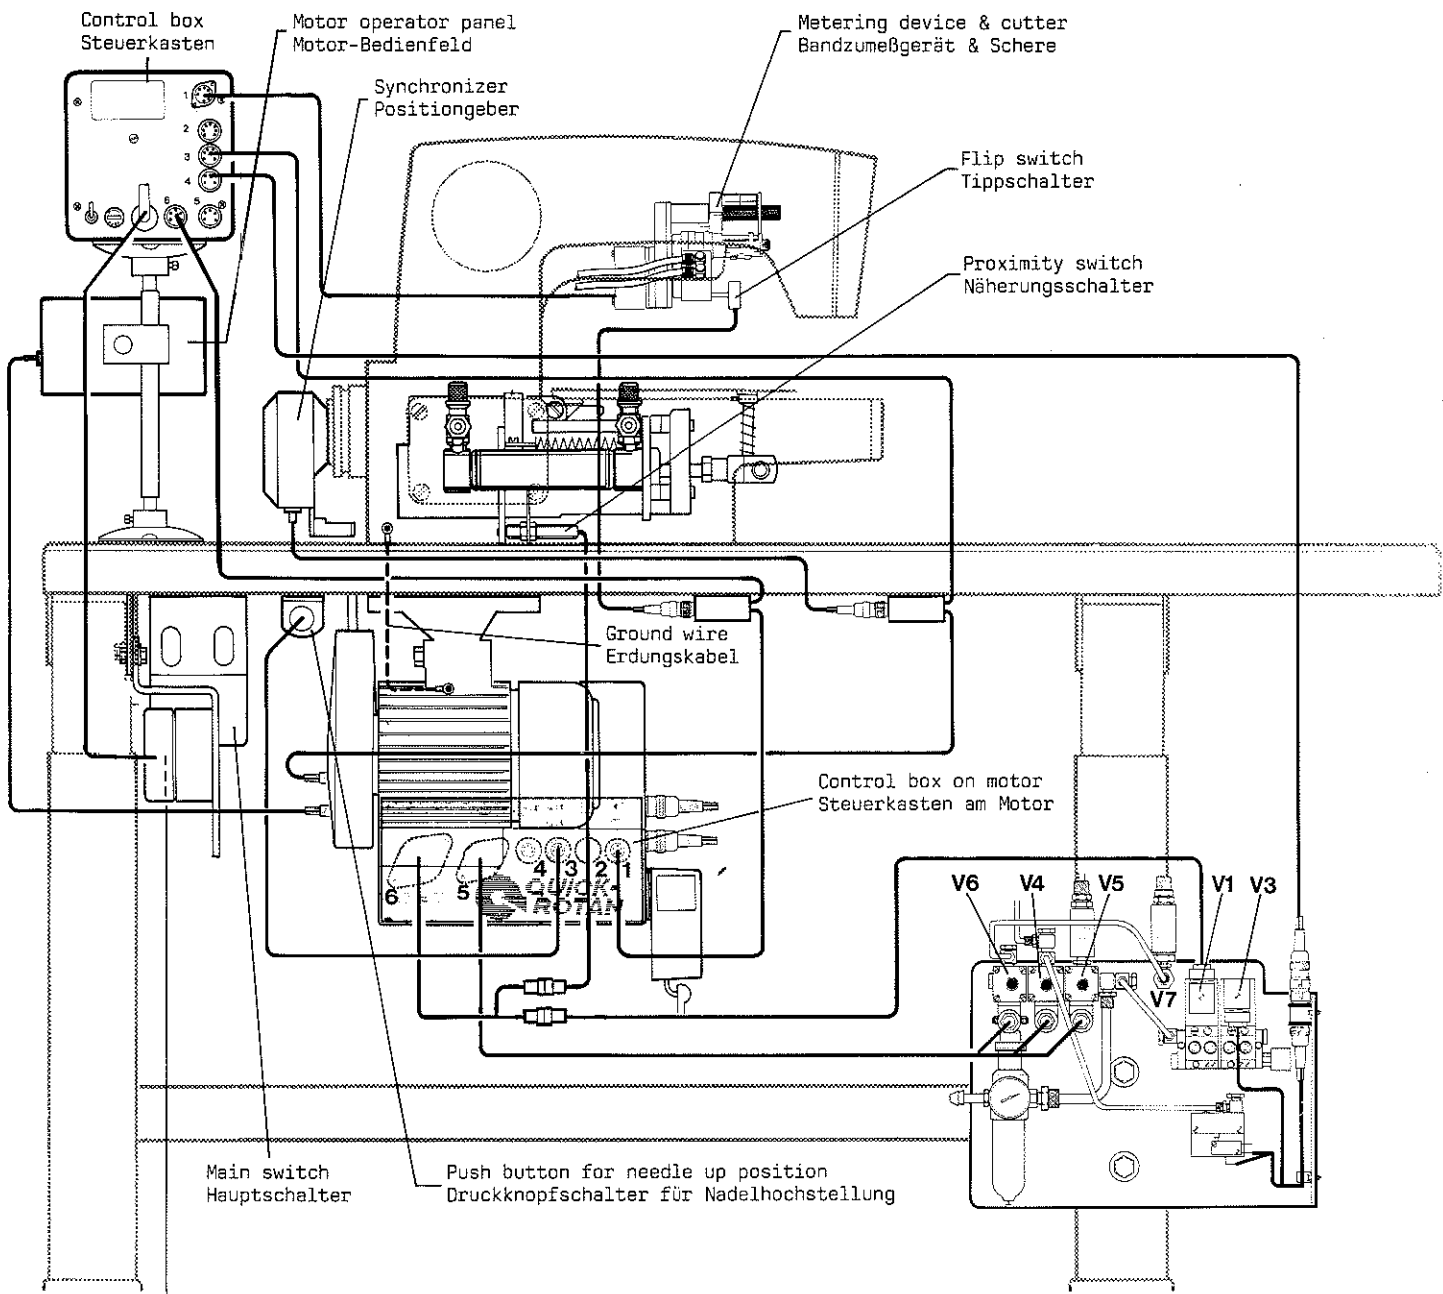 Control box
Steuerkasten
Motor operator panel
Motor-Bedienfeld
Metering device & cutter
Bandzumeßgerät & Schere
Synchronizer
Positiongeber
1
2
3
4
6
5
Flip switch
Tippschalter
Proximity switch
Näherungsschalter
Ground wire
Erdungskabel
Control box on motor
Steuerkasten am Motor
4
3
2
1
6
5
QUICK-
ROTAN
V6
V4
V5
V1
V3
V7
Main switch
Hauptschalter
Push button for needle up position
Druckknopfschalter für Nadelhochstellung